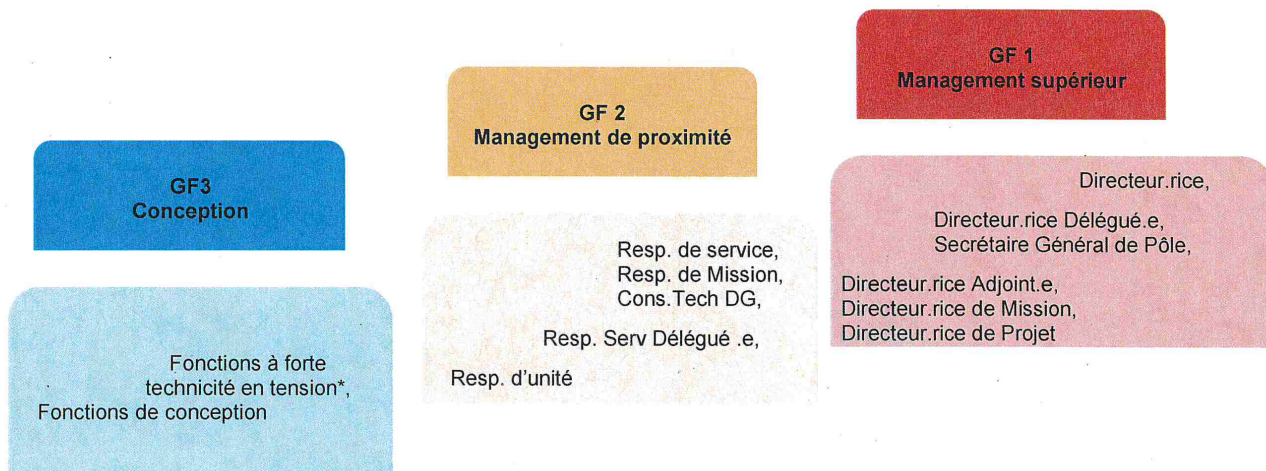 GF3
Conception
Fonctions à forte
technicité en tension*,
Fonctions de conception
GF 2
Management de proximité
Resp. de service,
Resp. de Mission,
Cons.Tech DG,
Resp. Serv Délégué .e,
Resp. d'unité
GF 1
Management supérieur
Directeur.rice,
Directeur.rice Délégué.e,
Secrétaire Général de Pôle,
Directeur.rice Adjoint.e,
Directeur.rice de Mission,
Directeur.rice de Projet